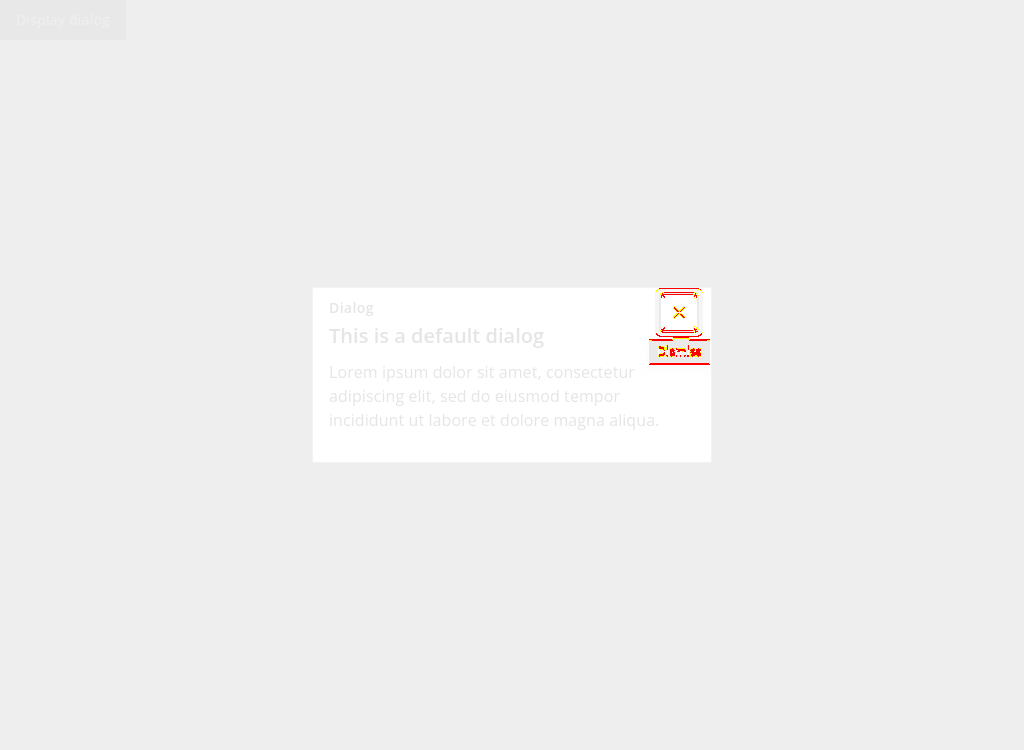 Display dialog
Dialog
This is a default dialog
Dismiss
Lorem ipsum dolor sit amet, consectetur
adipiscing elit, sed do eiusmod tempor
incididunt ut labore et dolore magna aliqua.